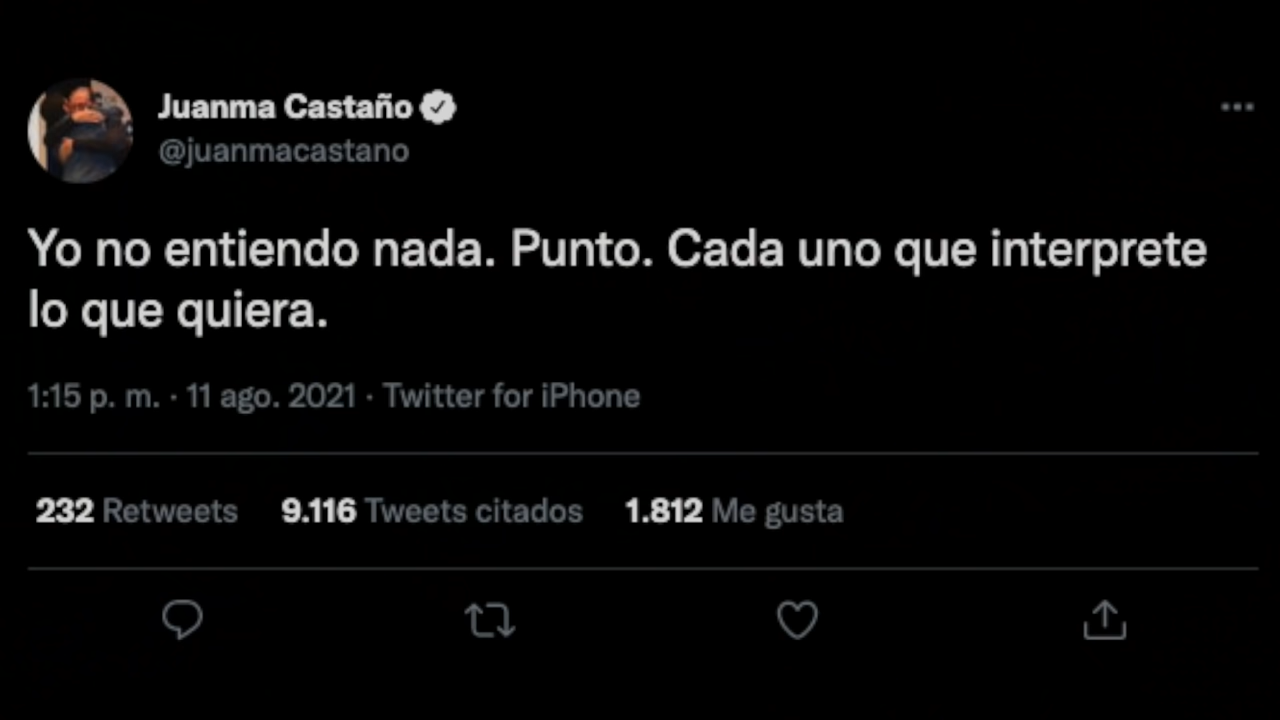 Juanma Castaño
@juanmacastano
Yo no entiendo nada. Punto. Cada uno que interprete
lo que quiera.
1:15 p. m. · 11 ago. 2021 · Twitter for iPhone
232 Retweets 9.116 Tweets citados 1.812 Me gusta